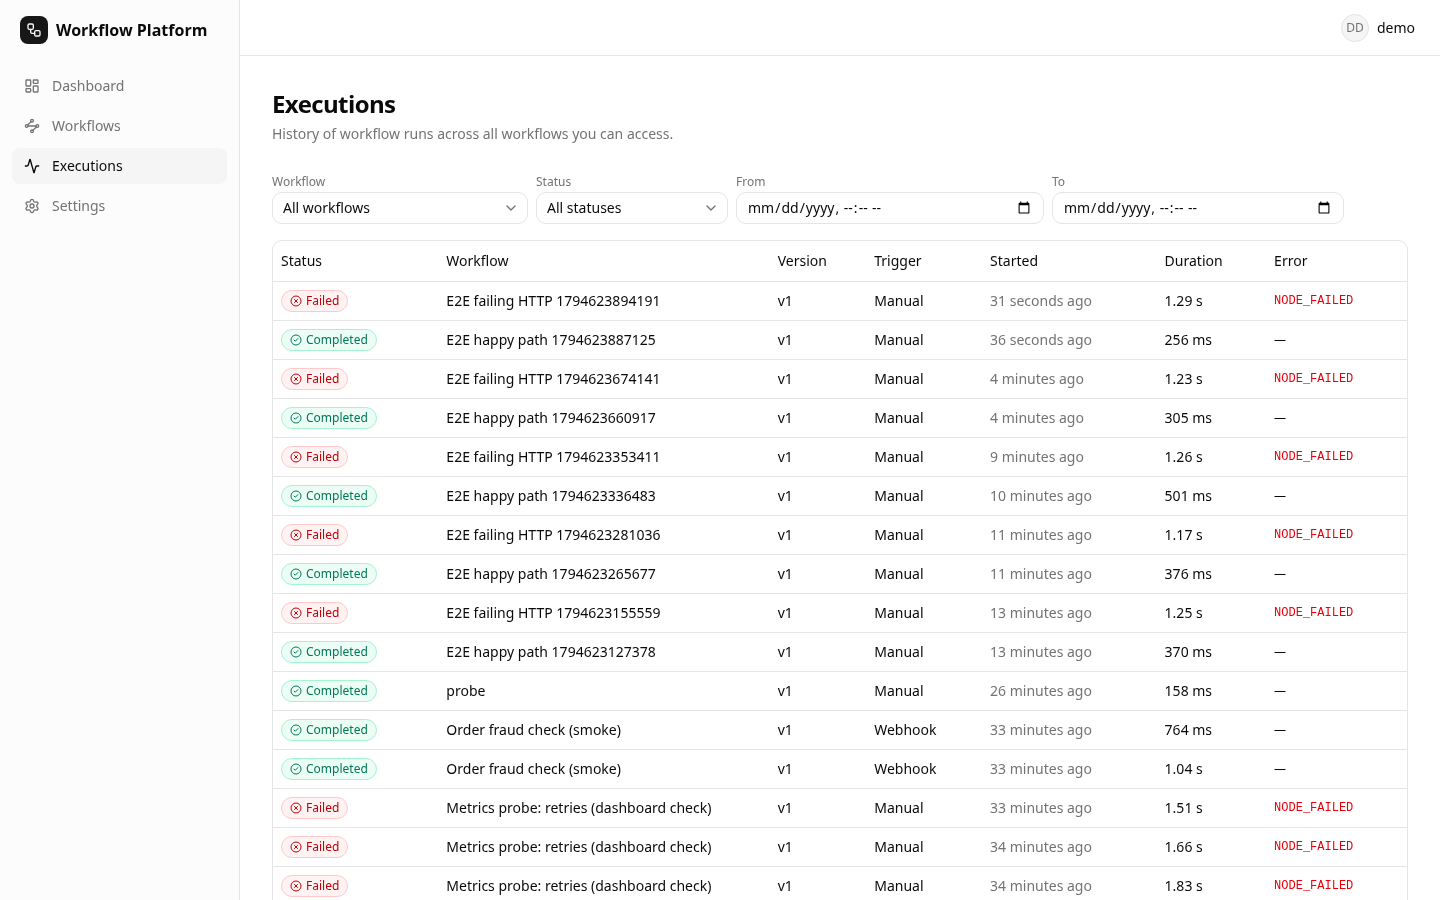 Workflow Platform
DD demo
Dashboard
Workflows
Executions
Settings
Executions
History of workflow runs across all workflows you can access.
Workflow Status From To
All workflows All statuses mm/dd/yyyy, --:-- -- mm/dd/yyyy, --:-- --
Status Workflow Version Trigger Started Duration Error
Failed E2E failing HTTP 1794623894191 v1 Manual 31 seconds ago 1.29 s NODE_FAILED
Completed E2E happy path 1794623887125 v1 Manual 36 seconds ago 256 ms —
Failed E2E failing HTTP 1794623674141 v1 Manual 4 minutes ago 1.23 s NODE_FAILED
Completed E2E happy path 1794623660917 v1 Manual 4 minutes ago 305 ms —
Failed E2E failing HTTP 1794623353411 v1 Manual 9 minutes ago 1.26 s NODE_FAILED
Completed E2E happy path 1794623336483 v1 Manual 10 minutes ago 501 ms —
Failed E2E failing HTTP 1794623281036 v1 Manual 11 minutes ago 1.17 s NODE_FAILED
Completed E2E happy path 1794623265677 v1 Manual 11 minutes ago 376 ms —
Failed E2E failing HTTP 1794623155559 v1 Manual 13 minutes ago 1.25 s NODE_FAILED
Completed E2E happy path 1794623127378 v1 Manual 13 minutes ago 370 ms —
Completed probe v1 Manual 26 minutes ago 158 ms —
Completed Order fraud check (smoke) v1 Webhook 33 minutes ago 764 ms —
Completed Order fraud check (smoke) v1 Webhook 33 minutes ago 1.04 s —
Failed Metrics probe: retries (dashboard check) v1 Manual 33 minutes ago 1.51 s NODE_FAILED
Failed Metrics probe: retries (dashboard check) v1 Manual 34 minutes ago 1.66 s NODE_FAILED
Failed Metrics probe: retries (dashboard check) v1 Manual 34 minutes ago 1.83 s NODE_FAILED